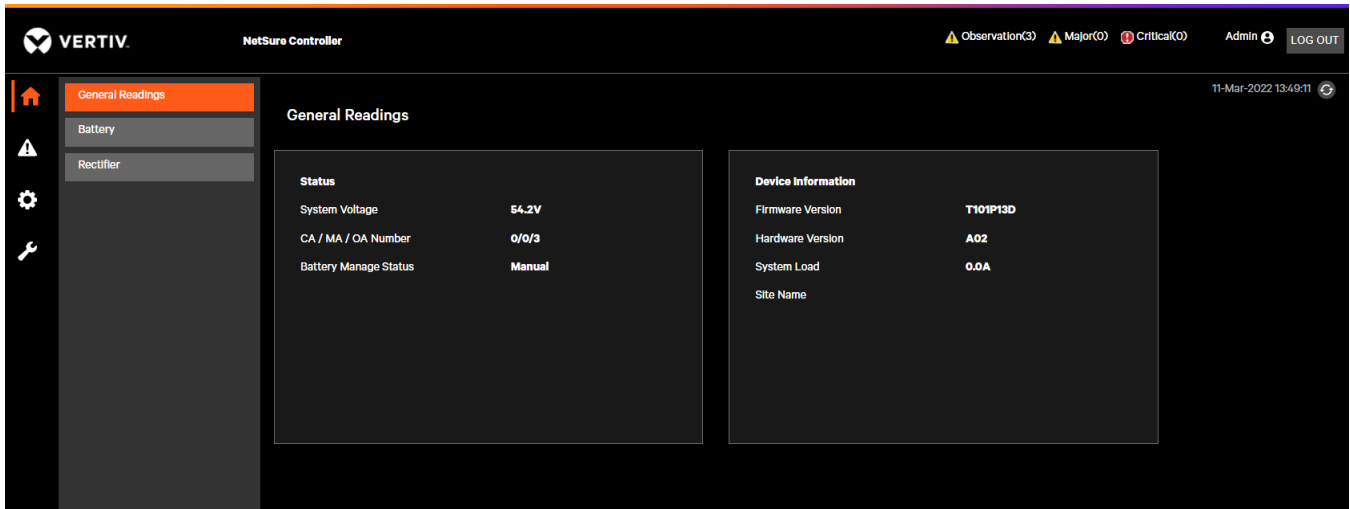 VERTIV.
NetSure Controller
Observation(3) Major(0) Critical(0) Admin LOG OUT
11-Mar-2022 13:49:11
General Readings
Battery
Rectifier
General Readings
Status
System Voltage 54.2V
CA / MA / OA Number 0/0/3
Battery Manage Status Manual
Device Information
Firmware Version T101P13D
Hardware Version A02
System Load 0.0A
Site Name